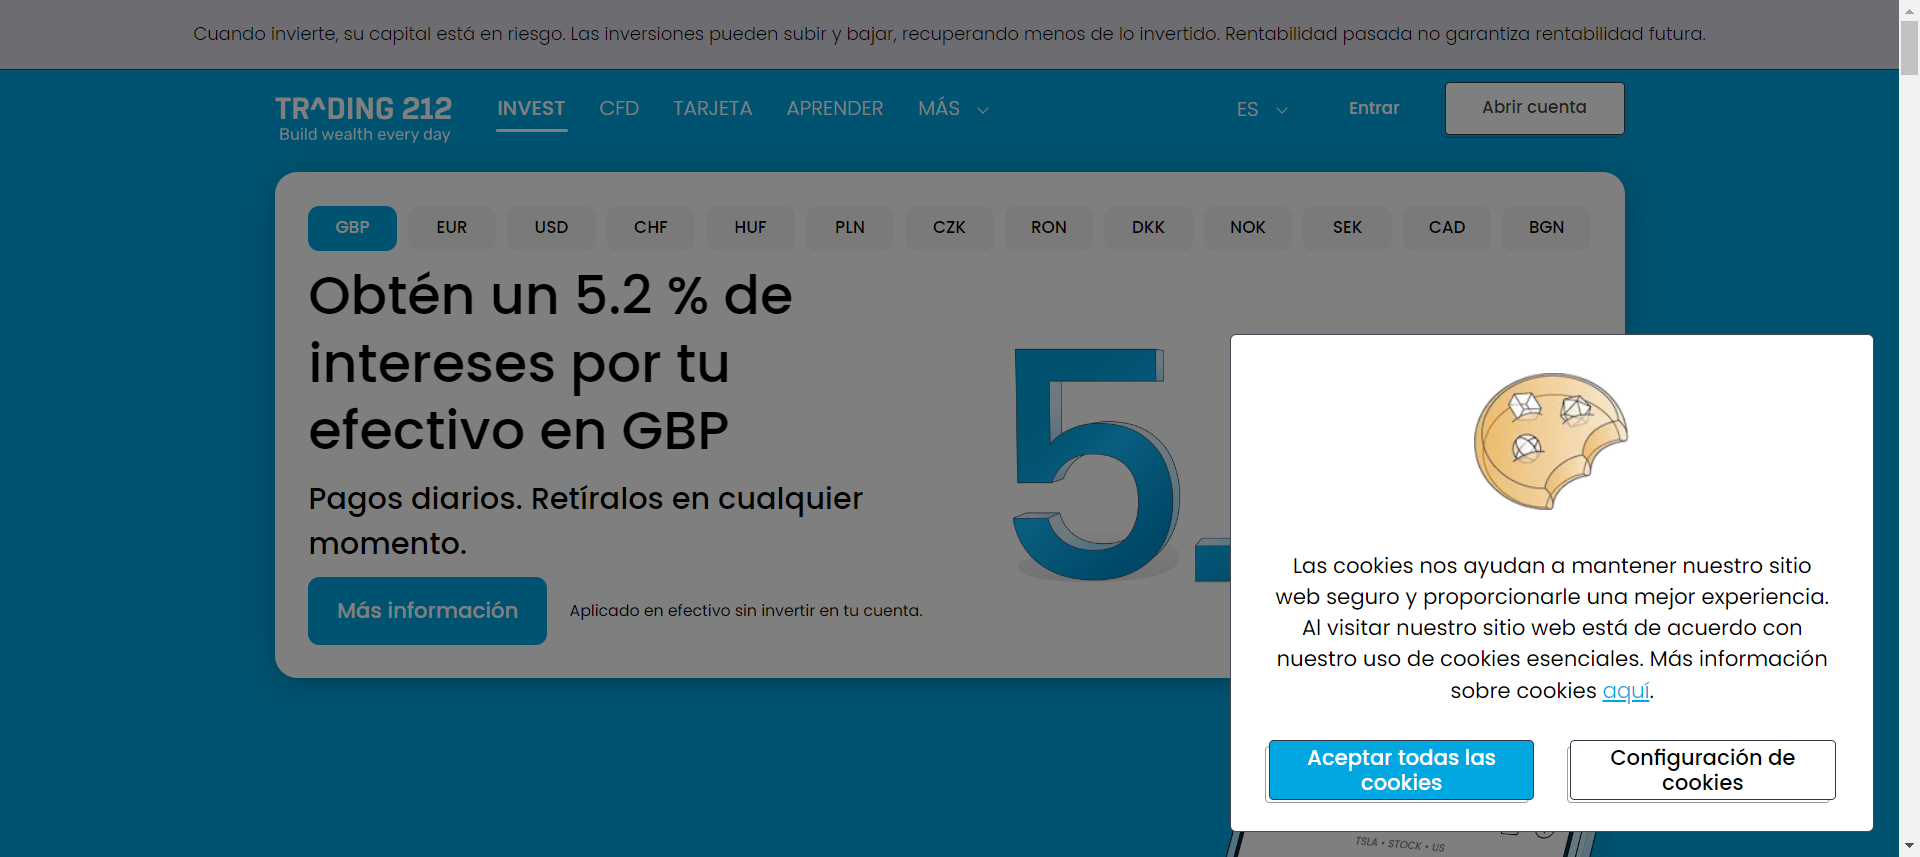 Cuando invierte, su capital está en riesgo. Las inversiones pueden subir y bajar, recuperando menos de lo invertido. Rentabilidad pasada no garantiza rentabilidad futura.
TR^DING 212
Build wealth every day
INVEST CFD TARJETA APRENDER MÁS ES Entrar Abrir cuenta
GBP EUR USD CHF HUF PLN CZK RON DKK NOK SEK CAD BGN
Obtén un 5.2 % de
intereses por tu
efectivo en GBP
Pagos diarios. Retíralos en cualquier
momento.
Más información Aplicado en efectivo sin invertir en tu cuenta.
5.
Las cookies nos ayudan a mantener nuestro sitio
web seguro y proporcionarle una mejor experiencia.
Al visitar nuestro sitio web está de acuerdo con
nuestro uso de cookies esenciales. Más información
sobre cookies aquí.
Aceptar todas las
cookies
Configuración de
cookies
TSLA • STOCK • US